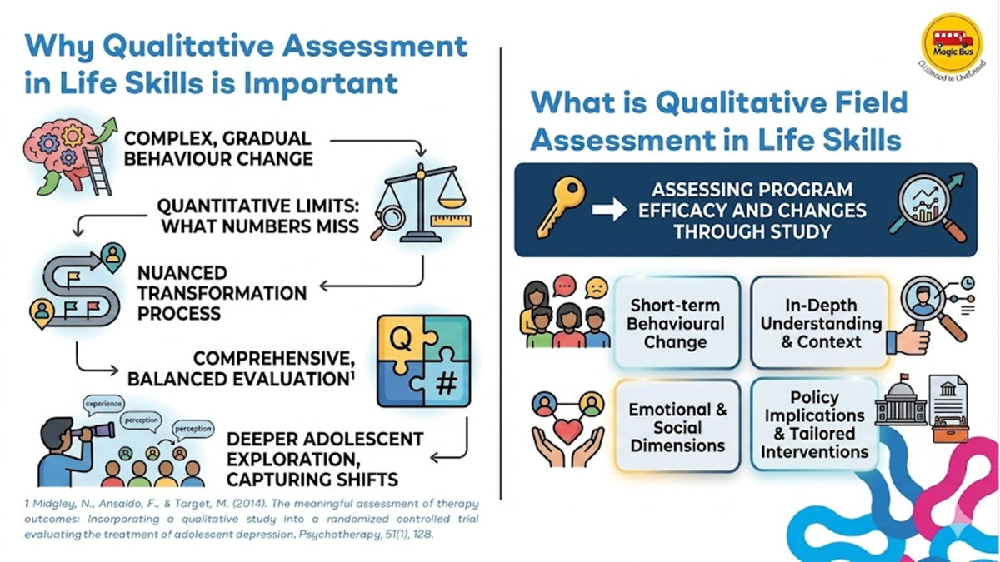 Why Qualitative Assessment
in Life Skills is Important
COMPLEX, GRADUAL
BEHAVIOUR CHANGE
QUANTITATIVE LIMITS:
WHAT NUMBERS MISS
NUANCED
TRANSFORMATION
PROCESS
Q
#
COMPREHENSIVE,
BALANCED EVALUATION¹
experience
perception
perception
DEEPER ADOLESCENT
EXPLORATION,
CAPTURING SHIFTS
1 Midgley, N., Ansaldo, F., & Target, M. (2014). The meaningful assessment of therapy
outcomes: Incorporating a qualitative study into a randomized controlled trial
evaluating the treatment of adolescent depression. Psychotherapy, 51(1), 128.
Magic Bus
What is Qualitative Field
Assessment in Life Skills
ASSESSING PROGRAM
EFFICACY AND CHANGES
THROUGH STUDY
Short-term
Behavioural
Change
In-Depth
Understanding
& Context
Emotional &
Social
Dimensions
Policy
Implications
& Tailored
Interventions